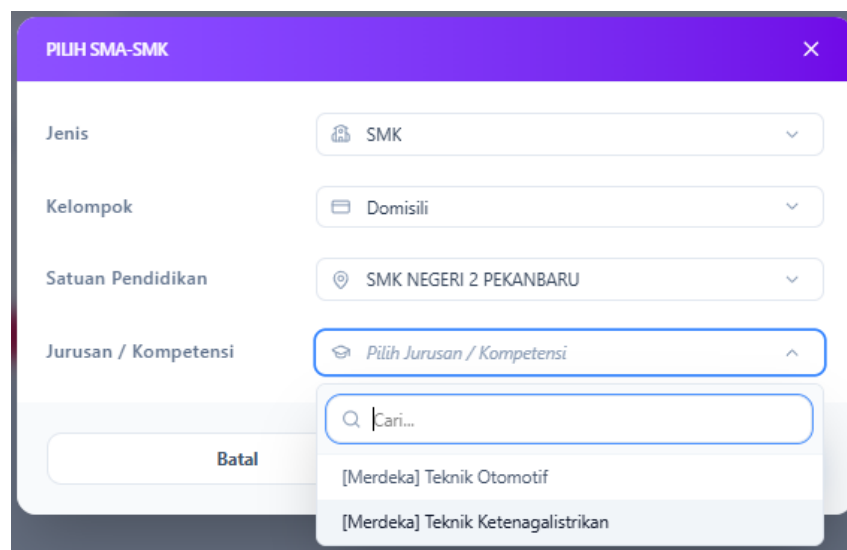 PILIH SMA-SMK
Jenis
SMK
Kelompok
Domisili
Satuan Pendidikan
SMK NEGERI 2 PEKANBARU
Jurusan / Kompetensi
Pilih Jurusan / Kompetensi
Cari...
Batal
[Merdeka] Teknik Otomotif
[Merdeka] Teknik Ketenagalistrikan